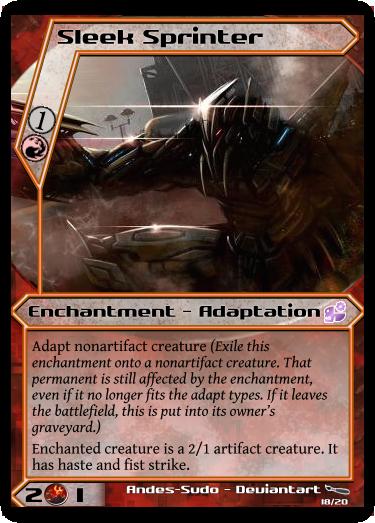 Sleek Sprinter
1
Enchantment - Adaptation
Adapt nonartifact creature (Exile this
enchantment onto a nonartifact creature. That
permanent is still affected by the enchantment,
even if it no longer fits the adapt types. If it leaves
the battlefield, this is put into its owner's
graveyard.)
Enchanted creature is a 2/1 artifact creature. It
has haste and fist strike.
2 1
Andes-Sudo - Deviantart
18/20